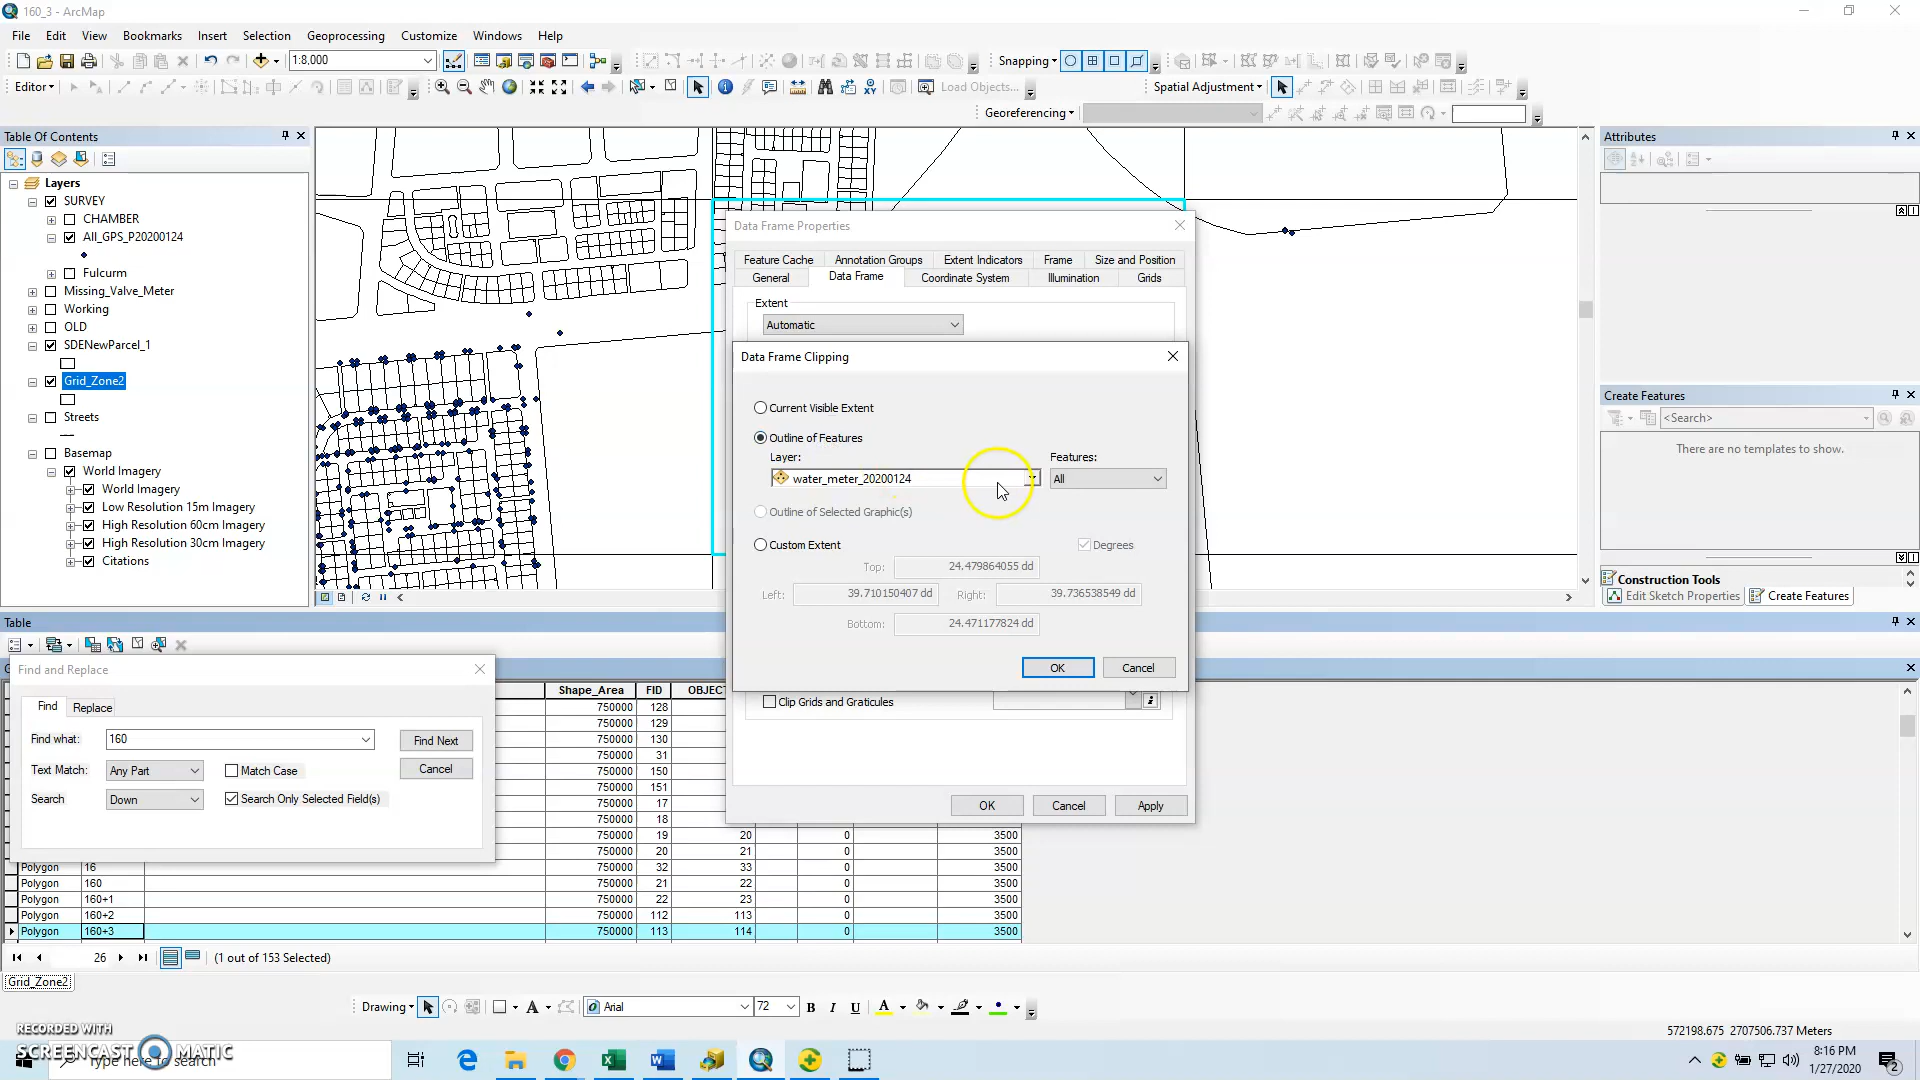 160_3 - ArcMap
File Edit View Bookmarks Insert Selection Geoprocessing Customize Windows Help
1:8,000 Snapping
Editor Load Objects... Spatial Adjustment
Georeferencing
Table Of Contents
Layers
SURVEY
CHAMBER
All_GPS_P20200124
Fulcurm
Missing_Valve_Meter
Working
OLD
SDENewParcel_1
Grid_Zone2
Streets
Basemap
World Imagery
World Imagery
Low Resolution 15m Imagery
High Resolution 60cm Imagery
High Resolution 30cm Imagery
Citations
Data Frame Properties
Feature Cache Annotation Groups Extent Indicators Frame Size and Position
General Data Frame Coordinate System Illumination Grids
Extent
Automatic
Data Frame Clipping
Current Visible Extent
Outline of Features
Layer: Features:
water_meter_20200124 All
Outline of Selected Graphic(s)
Custom Extent Degrees
Top: 24.479864055 dd
Left: 39.710150407 dd Right: 39.736538549 dd
Bottom: 24.471177824 dd
OK Cancel
Clip Grids and Graticules
OK Cancel Apply
Attributes
Create Features
<Search>
There are no templates to show.
Construction Tools
Edit Sketch Properties Create Features
Table
Find and Replace
Find Replace
Find what: 160 Find Next
Text Match: Any Part Match Case Cancel
Search Down Search Only Selected Field(s)
Shape_Area FID OBJECT
750000 128
750000 129
750000 130
750000 31
750000 150
750000 151
750000 17
750000 18
750000 19 20 0 3500
750000 20 21 0 3500
Polygon 16 750000 32 33 0 3500
Polygon 160 750000 21 22 0 3500
Polygon 160+1 750000 22 23 0 3500
Polygon 160+2 750000 112 113 0 3500
Polygon 160+3 750000 113 114 0 3500
26 (1 out of 153 Selected)
Grid_Zone2
Drawing A Arial 72 B I U A
572198.675 2707506.737 Meters
RECORDED WITH
SCREENCAST MATIC
Type here to search
8:16 PM
1/27/2020
2